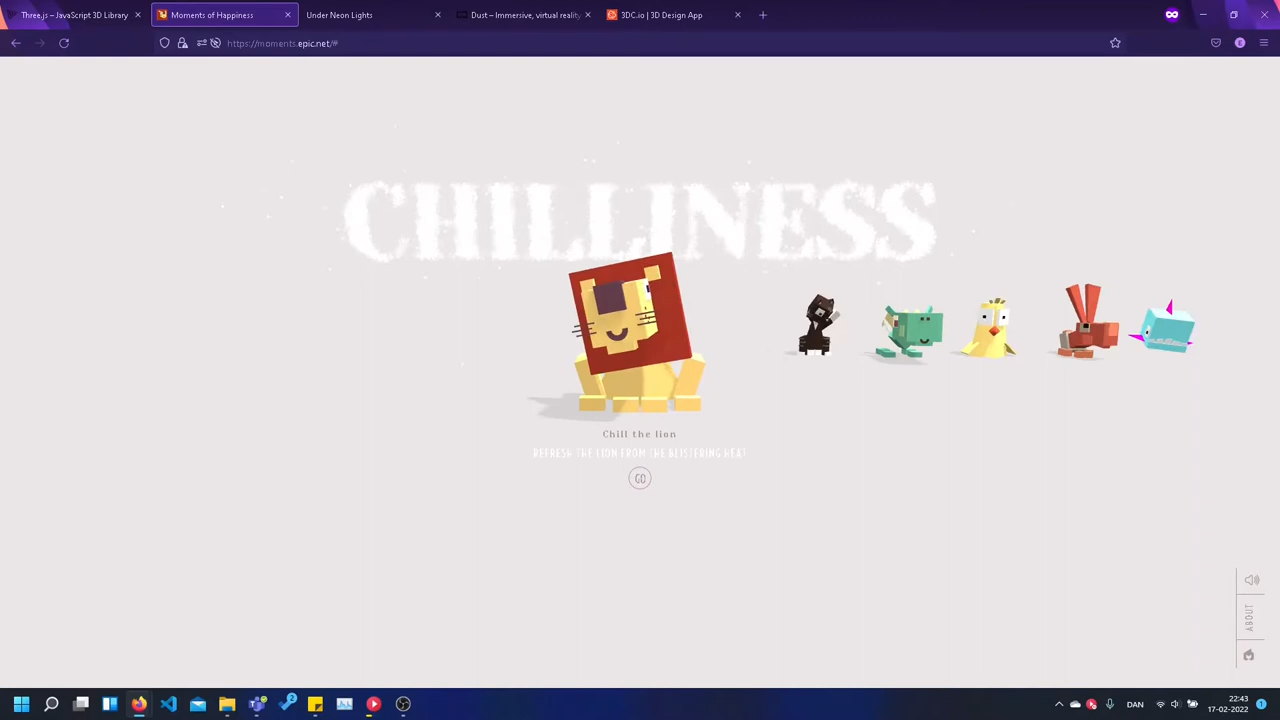 Three.js – JavaScript 3D Library
Moments of Happiness
Under Neon Lights
Dust – Immersive, virtual reality
3DC.io | 3D Design App
https://moments.epic.net/#
CHILLINESS
Chill the lion
REFRESH THE LION FROM THE BLISTERING HEAT
GO
ABOUT
2
DAN
22:43
17-02-2022
1